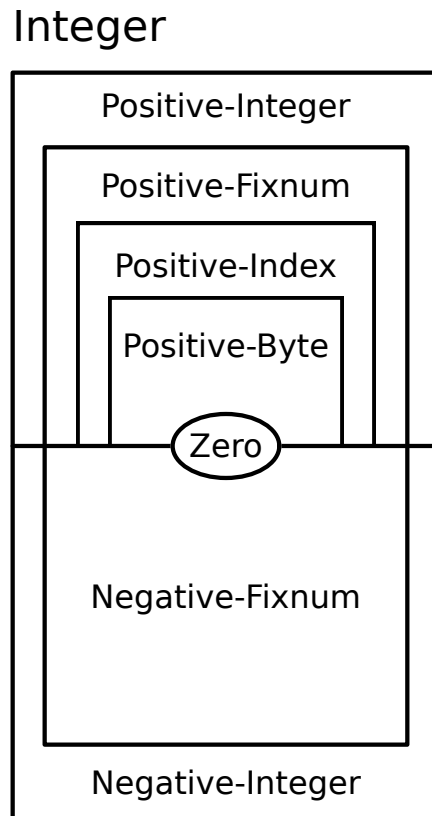 Integer
Positive-Integer
Positive-Fixnum
Positive-Index
Positive-Byte
Zero
Negative-Fixnum
Negative-Integer